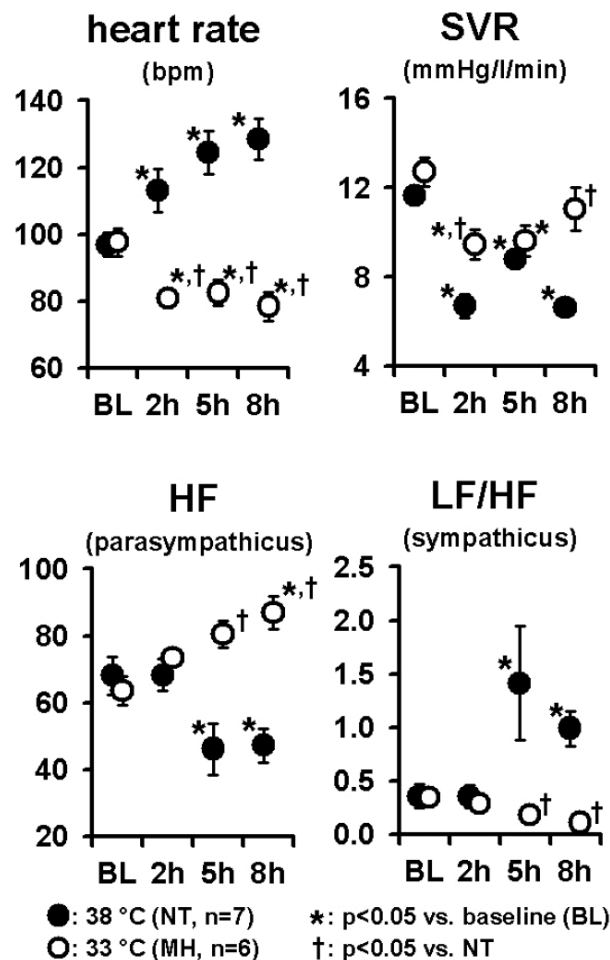 heart rate
(bpm)
140
120
100
80
60
*
*
*
*,†
*,†
*,†
BL 2h 5h 8h
SVR
(mmHg/l/min)
16
12
8
4
*,†
*
*
*
†
*
BL 2h 5h 8h
HF
(parasympathicus)
100
80
60
40
20
*
*
†
*,†
BL 2h 5h 8h
LF/HF
(sympathicus)
2.5
2.0
1.5
1.0
0.5
0.0
*
*
†
†
BL 2h 5h 8h
●: 38 °C (NT, n=7) *: p<0.05 vs. baseline (BL)
○: 33 °C (MH, n=6) †: p<0.05 vs. NT